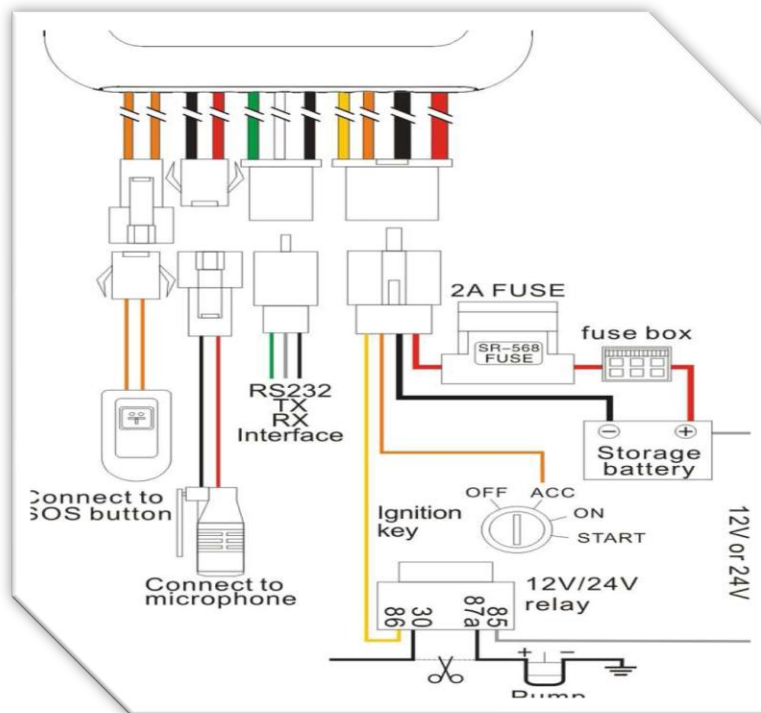 2A FUSE
SR-568
FUSE
fuse box
RS232
TX
RX
Interface
−
+
Storage
battery
Connect to
SOS button
OFF
ACC
ON
START
Ignition
key
12V or 24V
Connect to
microphone
12V/24V
relay
86
30
87a
85
+
−
Pump